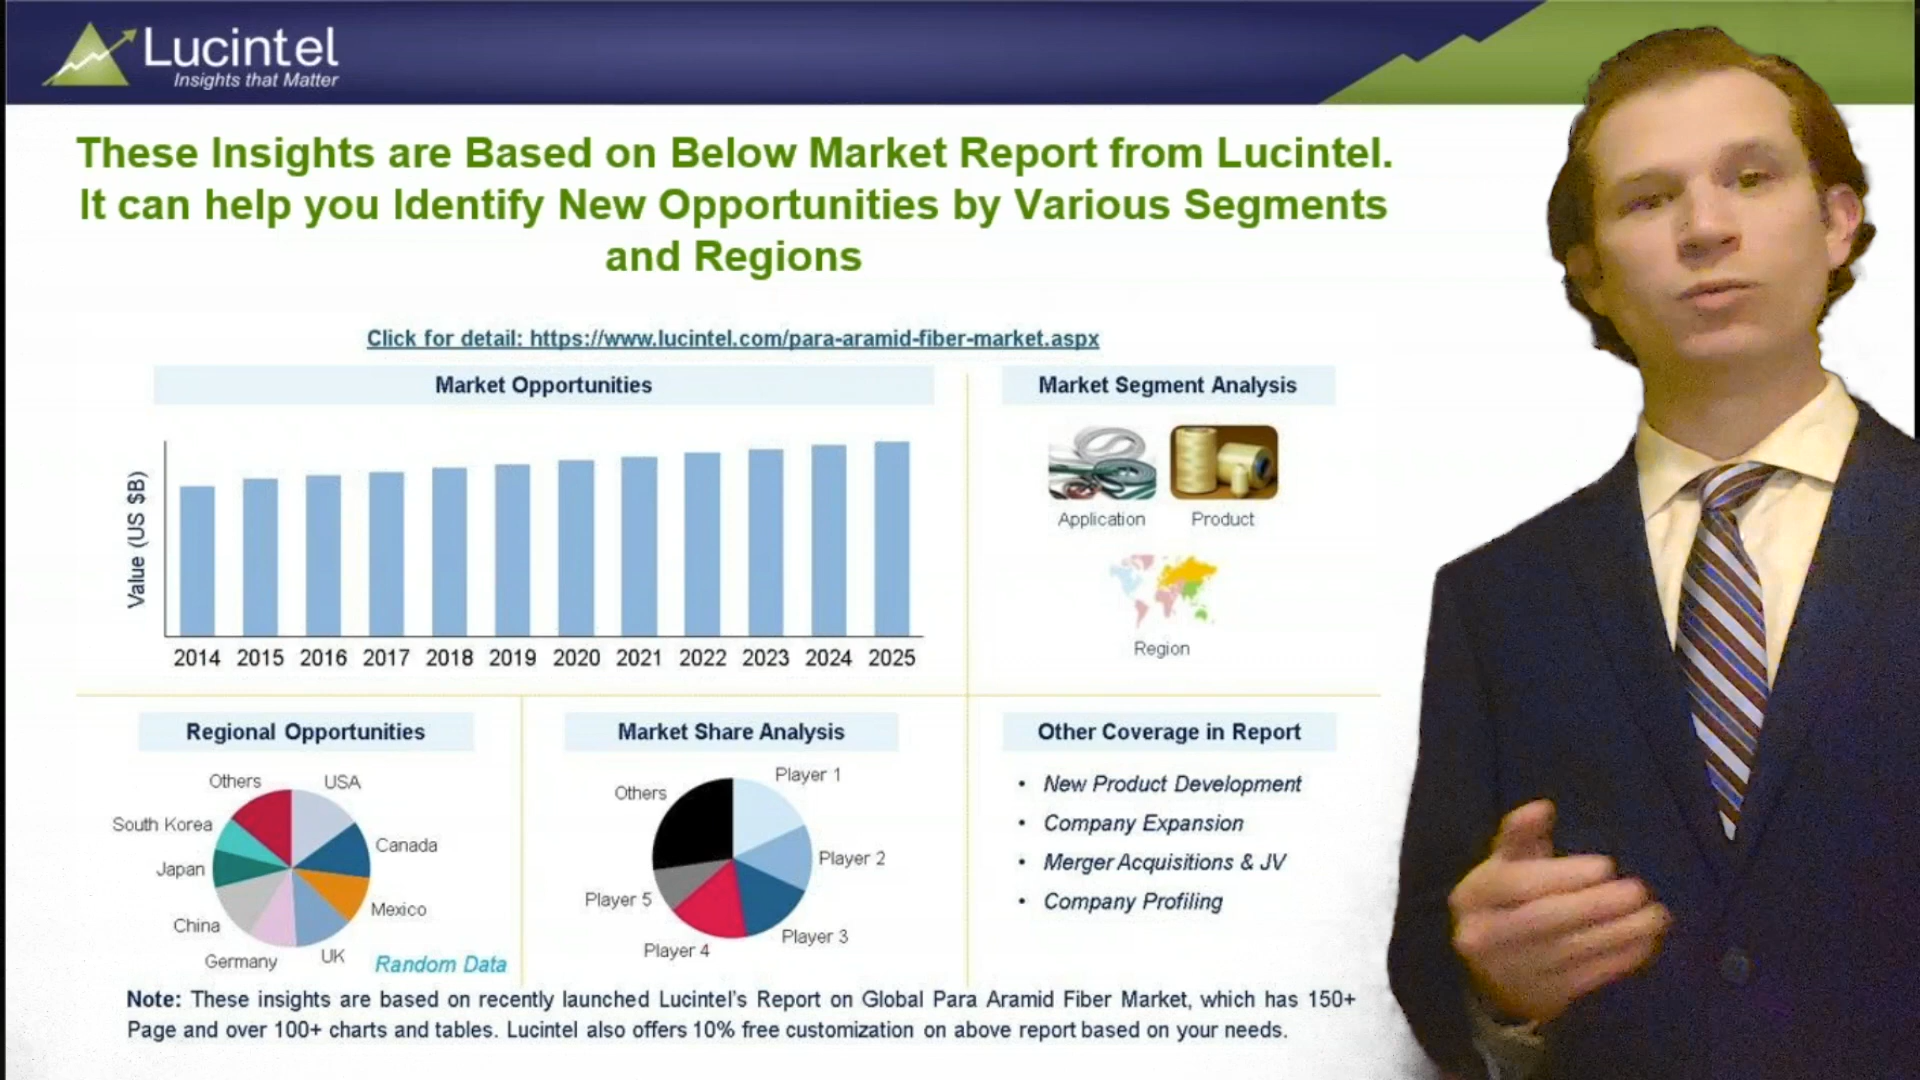 Lucintel
Insights that Matter
These Insights are Based on Below Market Report from Lucintel.
It can help you Identify New Opportunities by Various Segments
and Regions
Click for detail: https://www.lucintel.com/para-aramid-fiber-market.aspx
Market Opportunities
Value (US $B)
2014 2015 2016 2017 2018 2019 2020 2021 2022 2023 2024 2025
Market Segment Analysis
Application Product
Region
Regional Opportunities
Others USA
South Korea
Canada
Japan
Mexico
China
Germany UK
Random Data
Market Share Analysis
Player 1
Others
Player 2
Player 5
Player 3
Player 4
Other Coverage in Report
• New Product Development
• Company Expansion
• Merger Acquisitions & JV
• Company Profiling
Note: These insights are based on recently launched Lucintel's Report on Global Para Aramid Fiber Market, which has 150+
Page and over 100+ charts and tables. Lucintel also offers 10% free customization on above report based on your needs.